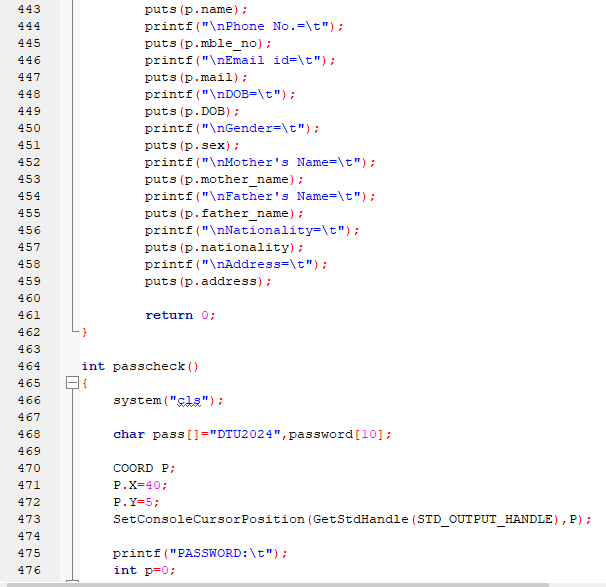 443 puts(p.name);
444 printf("\nPhone No.=\t");
445 puts(p.mble_no);
446 printf("\nEmail id=\t");
447 puts(p.mail);
448 printf("\nDOB=\t");
449 puts(p.DOB);
450 printf("\nGender=\t");
451 puts(p.sex);
452 printf("\nMother's Name=\t");
453 puts(p.mother_name);
454 printf("\nFather's Name=\t");
455 puts(p.father_name);
456 printf("\nNationality=\t");
457 puts(p.nationality);
458 printf("\nAddress=\t");
459 puts(p.address);
460
461 return 0;
462 }
463
464 int passcheck()
465 {
466 system("cls");
467
468 char pass[]="DTU2024",password[10];
469
470 COORD P;
471 P.X=40;
472 P.Y=5;
473 SetConsoleCursorPosition(GetStdHandle(STD_OUTPUT_HANDLE),P);
474
475 printf("PASSWORD:\t");
476 int p=0;